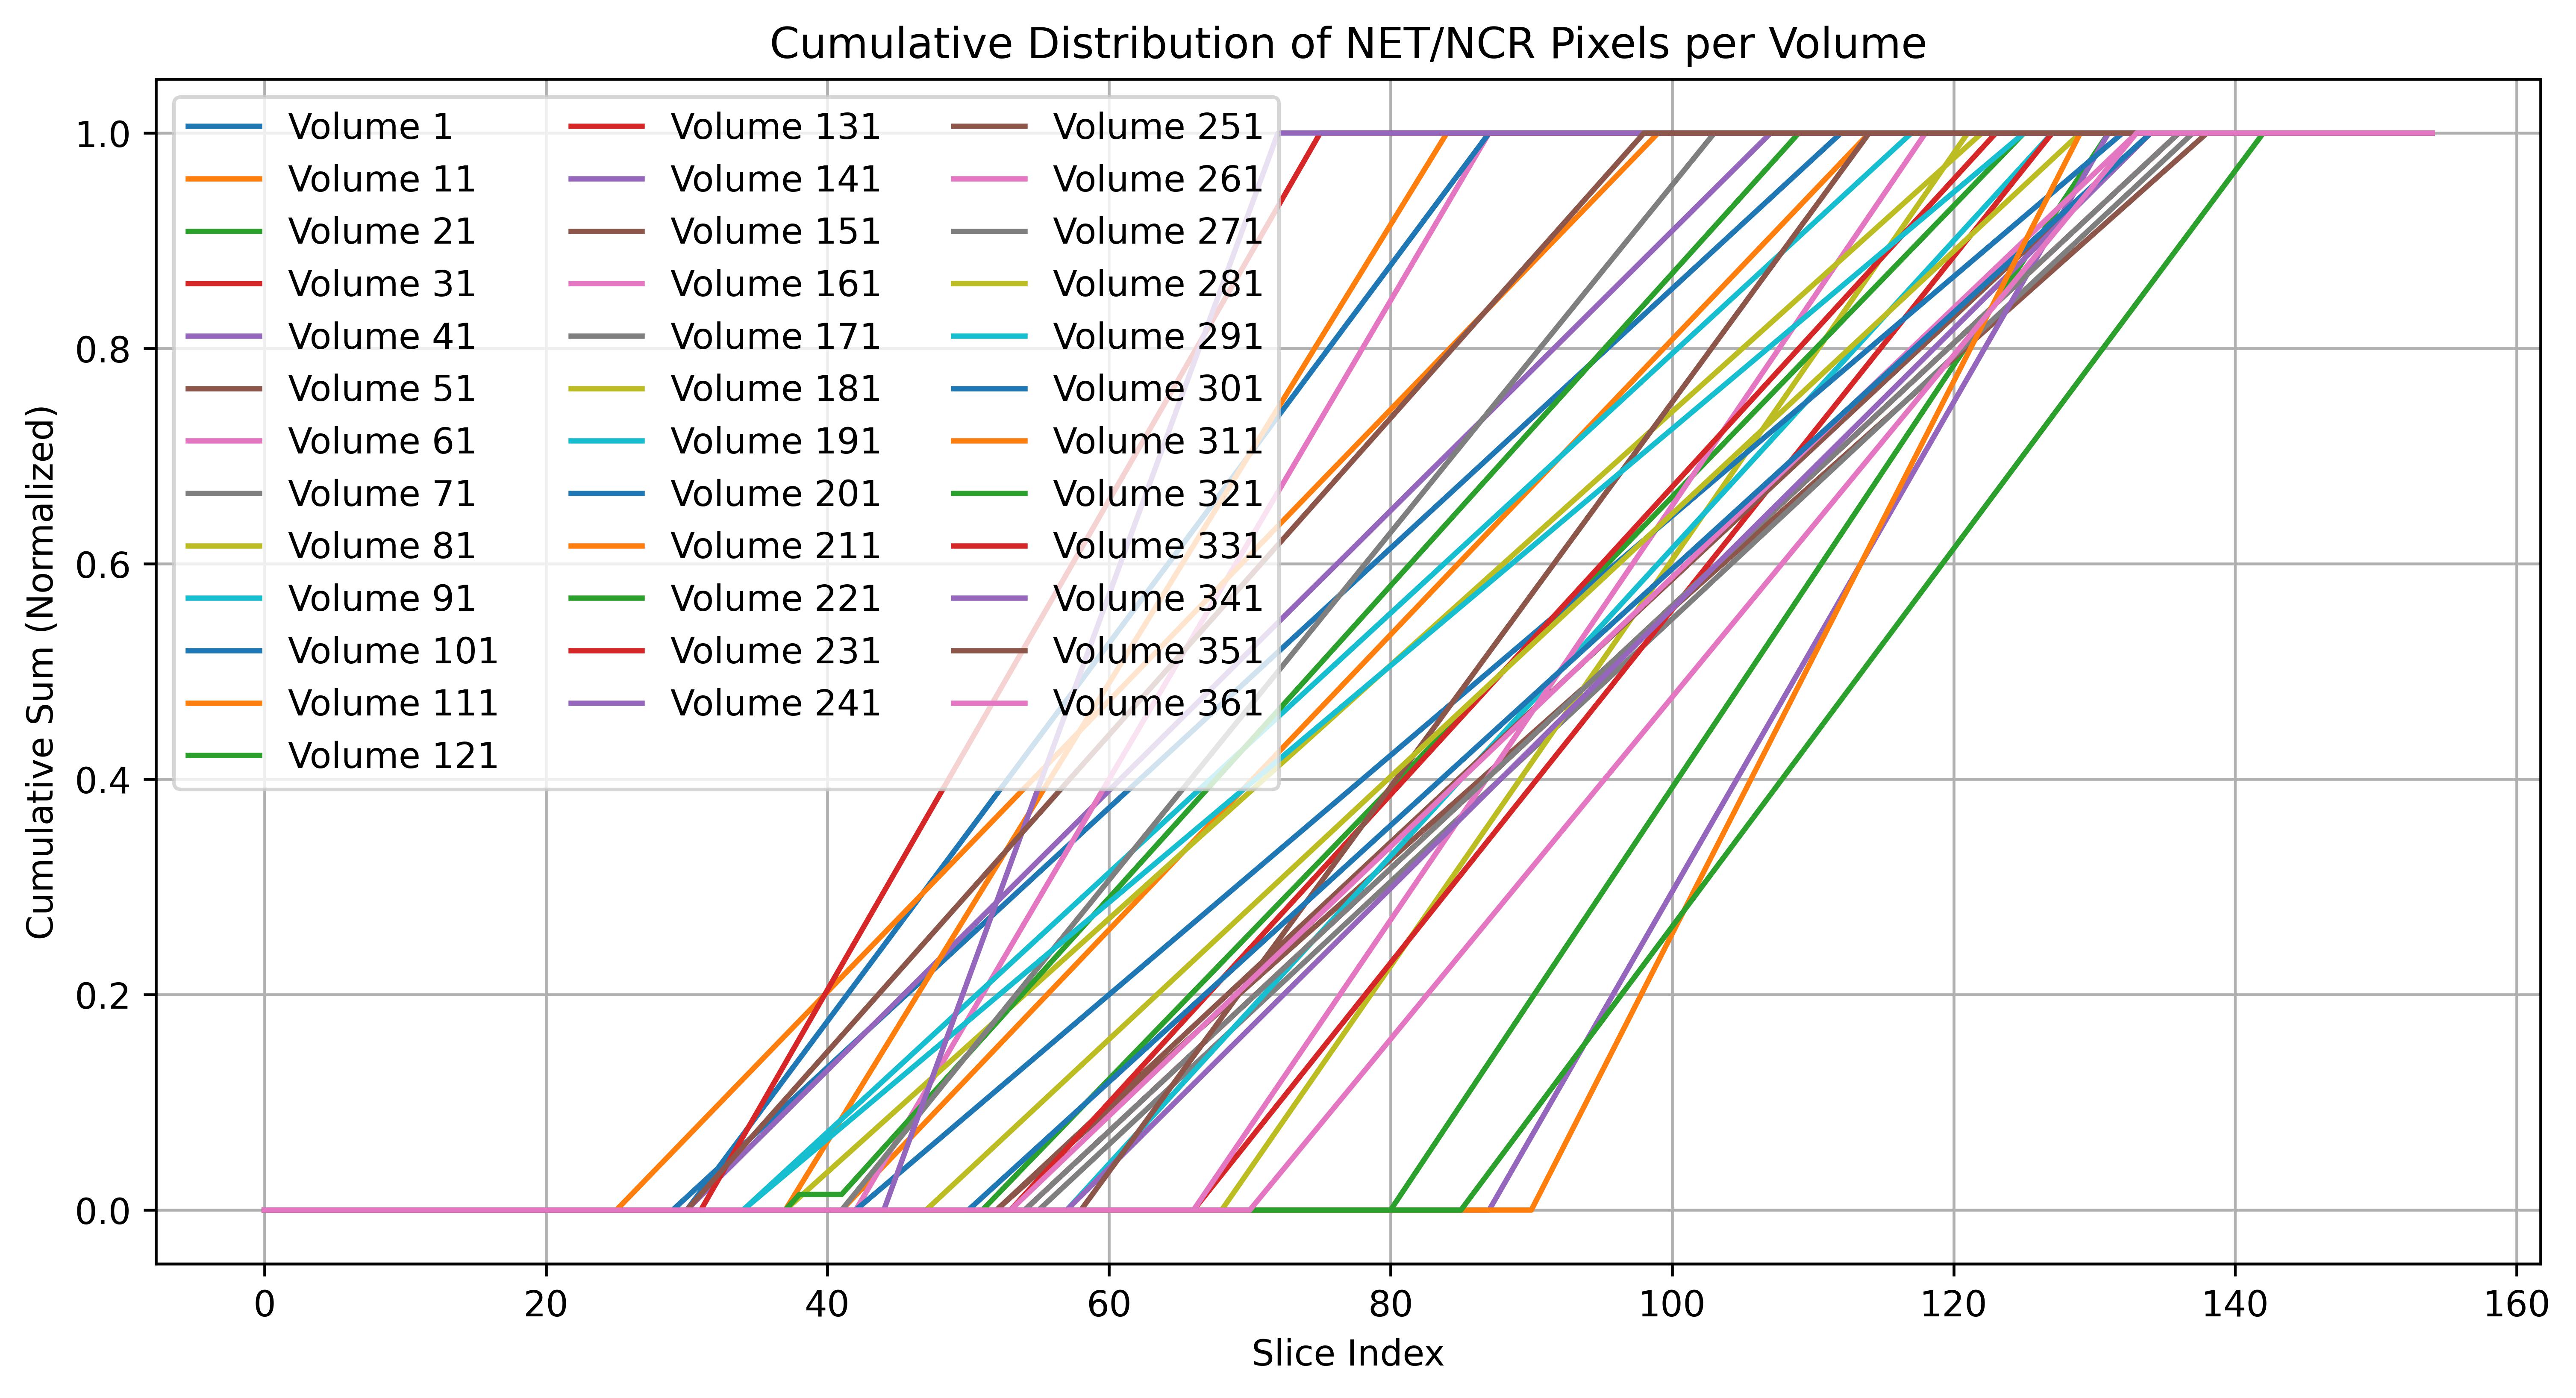 Cumulative Distribution of NET/NCR Pixels per Volume
Cumulative Sum (Normalized)
1.0
0.8
0.6
0.4
0.2
0.0
Volume 1
Volume 11
Volume 21
Volume 31
Volume 41
Volume 51
Volume 61
Volume 71
Volume 81
Volume 91
Volume 101
Volume 111
Volume 121
Volume 131
Volume 141
Volume 151
Volume 161
Volume 171
Volume 181
Volume 191
Volume 201
Volume 211
Volume 221
Volume 231
Volume 241
Volume 251
Volume 261
Volume 271
Volume 281
Volume 291
Volume 301
Volume 311
Volume 321
Volume 331
Volume 341
Volume 351
Volume 361
0 20 40 60 80 100 120 140 160
Slice Index